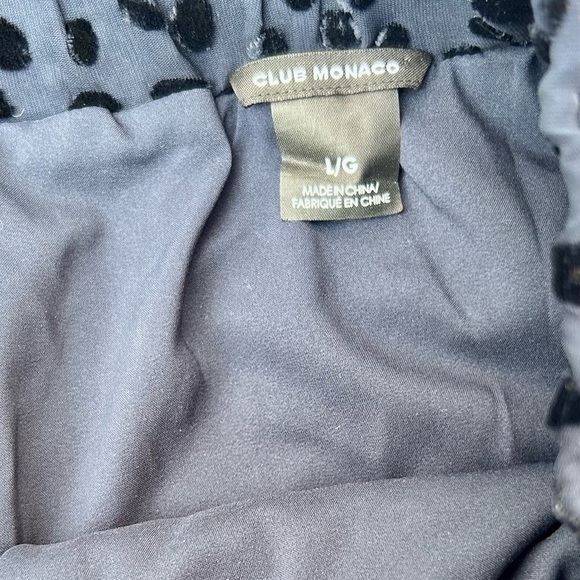 CLUB MONACO
L/G
MADE IN CHINA/
FABRIQUÉ EN CHINE